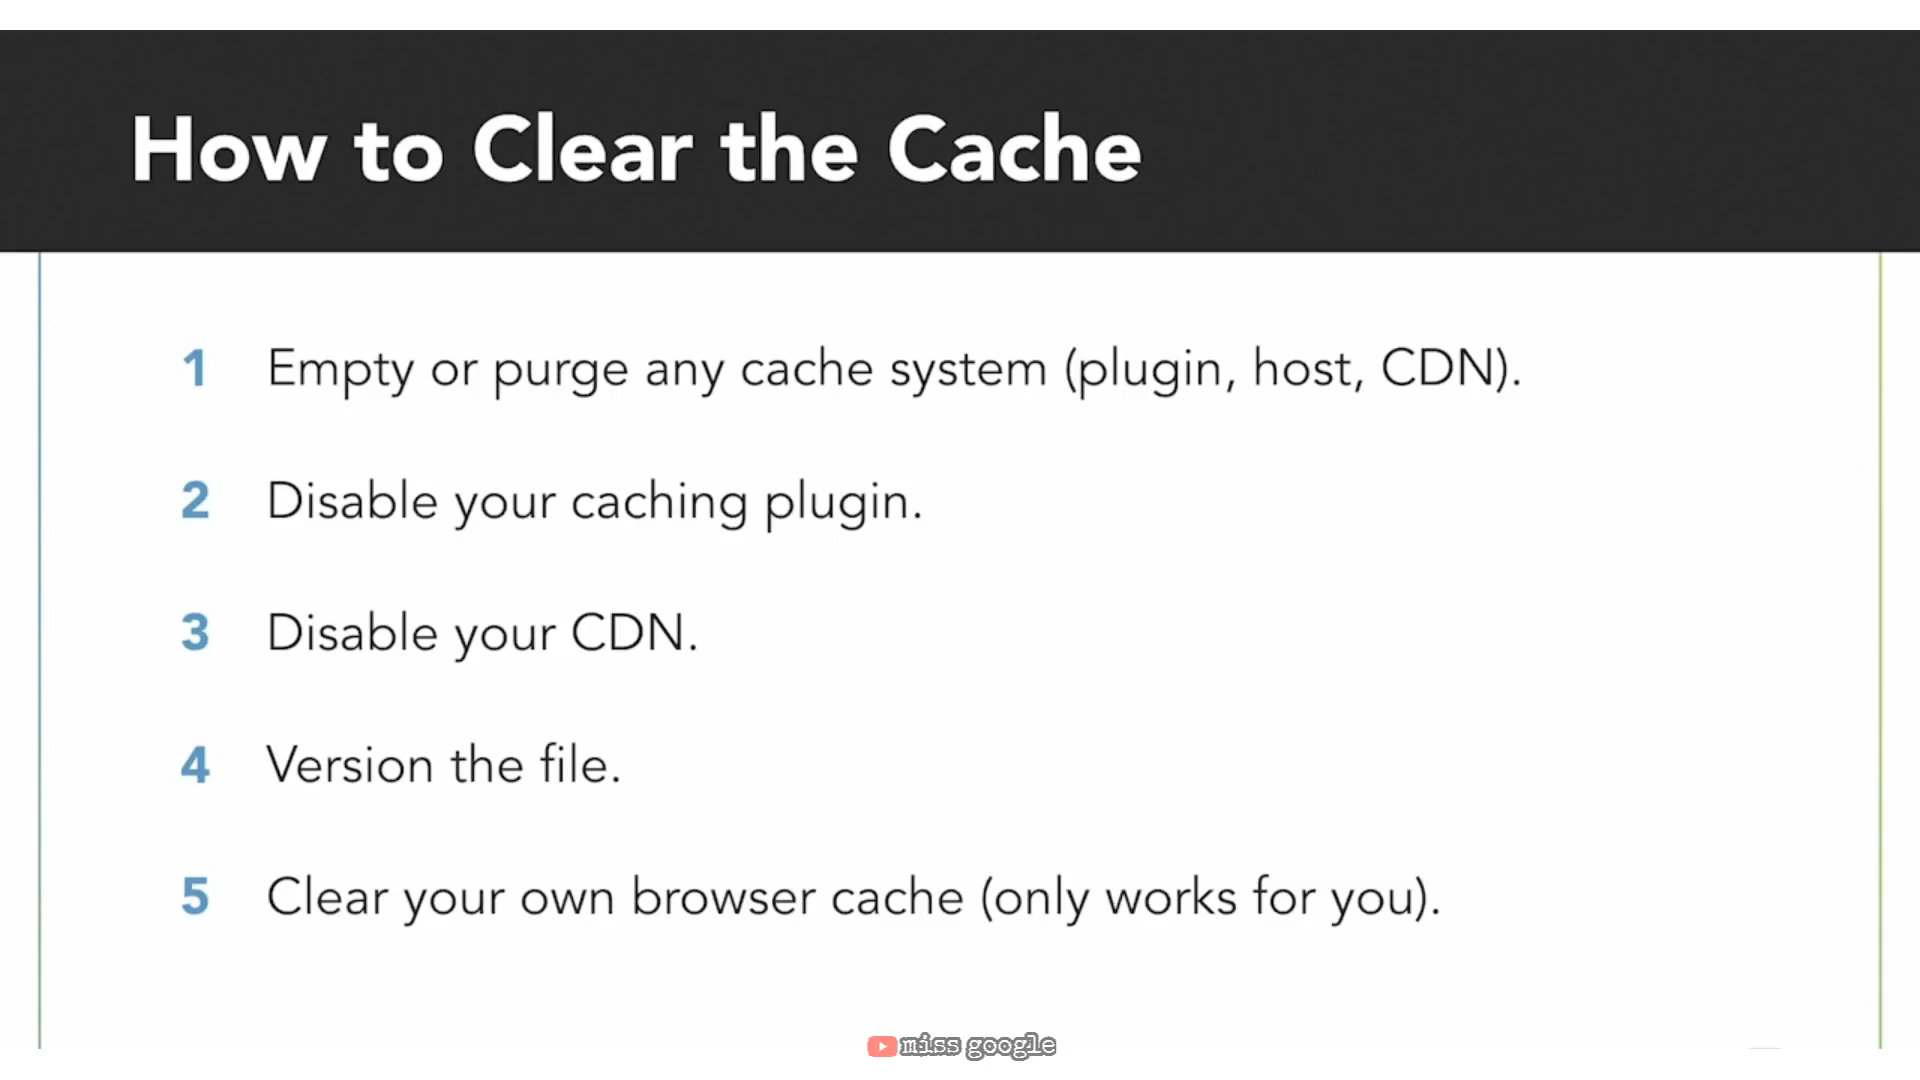 How to Clear the Cache
1 Empty or purge any cache system (plugin, host, CDN).
2 Disable your caching plugin.
3 Disable your CDN.
4 Version the file.
5 Clear your own browser cache (only works for you).
miss google